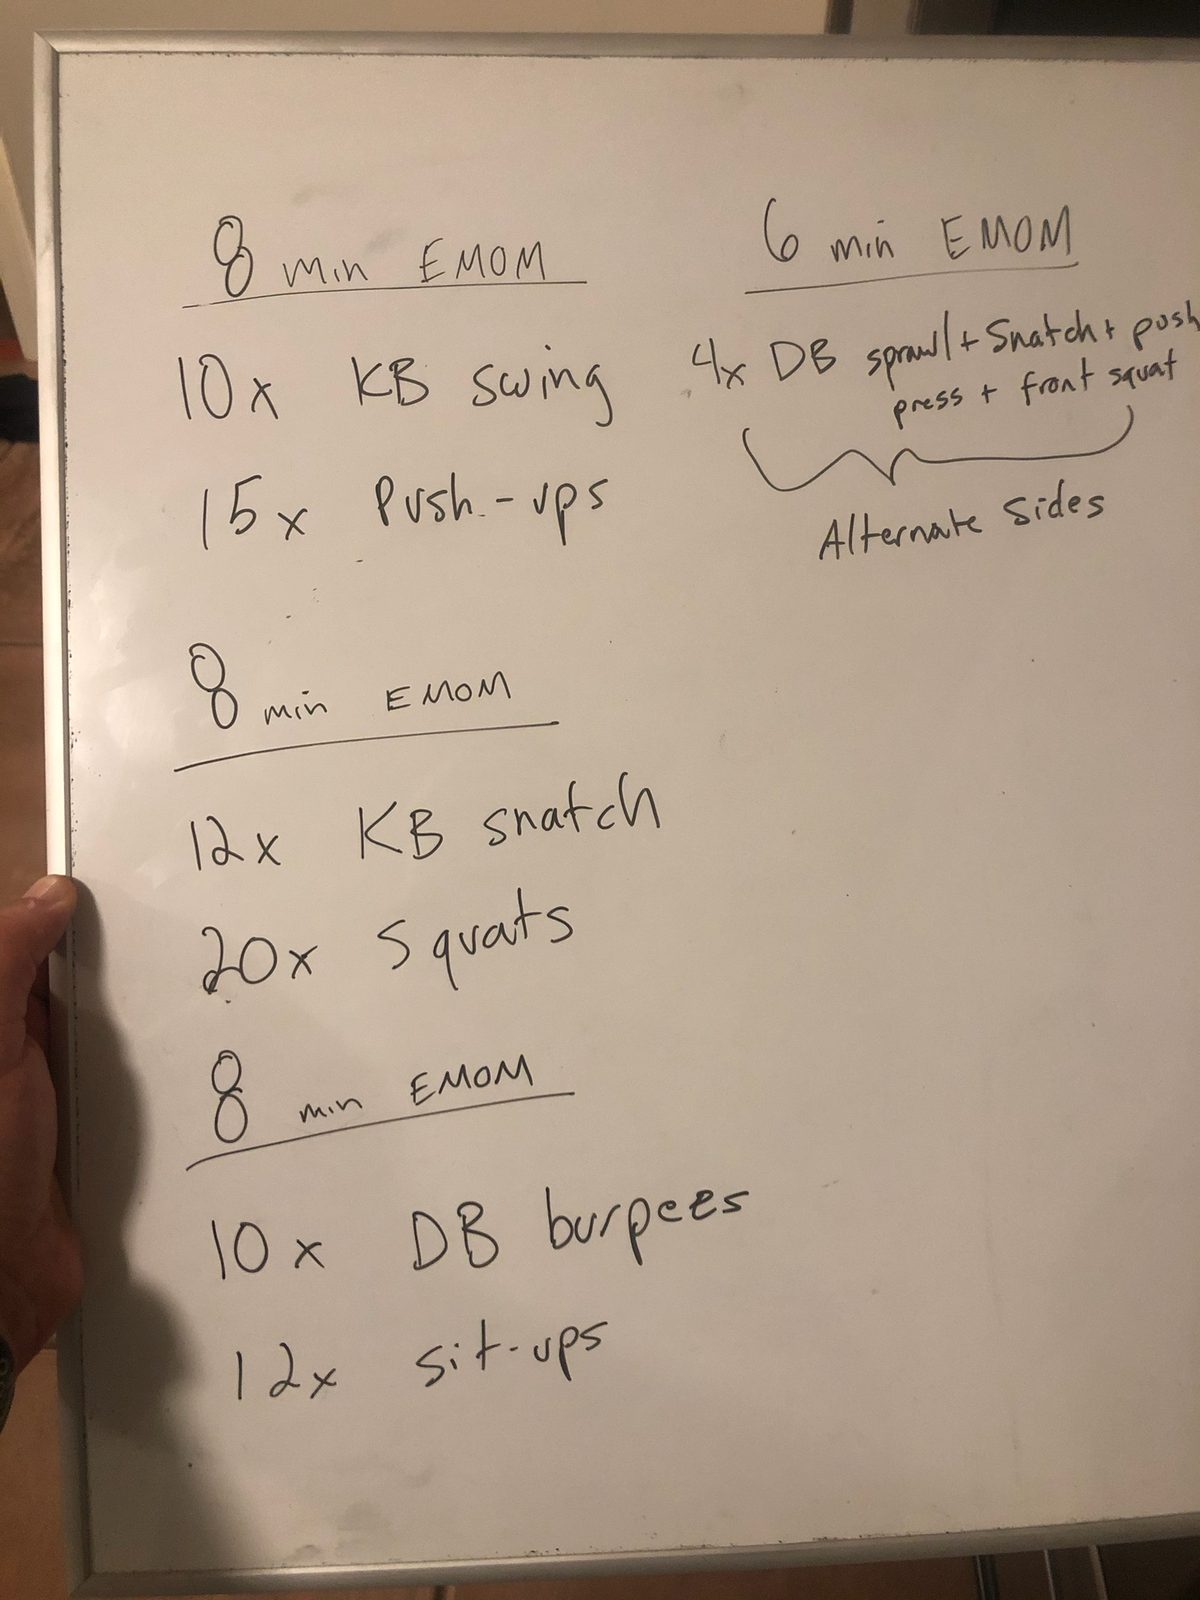 8 min EMOM
10x KB swing
15x Push-ups
8 min EMOM
12x KB snatch
20x Squats
8 min EMOM
10x DB burpees
12x sit-ups
6 min EMOM
4x DB sprawl + Snatch + push
press + front squat
Alternate Sides